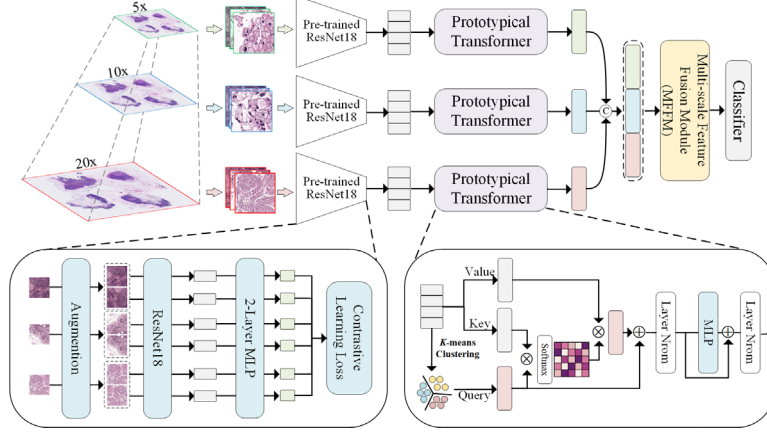 5x
Pre-trained
ResNet18
Prototypical
Transformer
10x
Pre-trained
ResNet18
Prototypical
Transformer
20x
Pre-trained
ResNet18
Prototypical
Transformer
C
Multi-scale Feature
Fusion Module
(MFFM)
Classifier
Augmention
ResNet18
2-Layer MLP
Contrastive
Learning Loss
Value
Key
K-means
Clustering
Query
Softmax
Layer Nrom
MLP
Layer Nrom